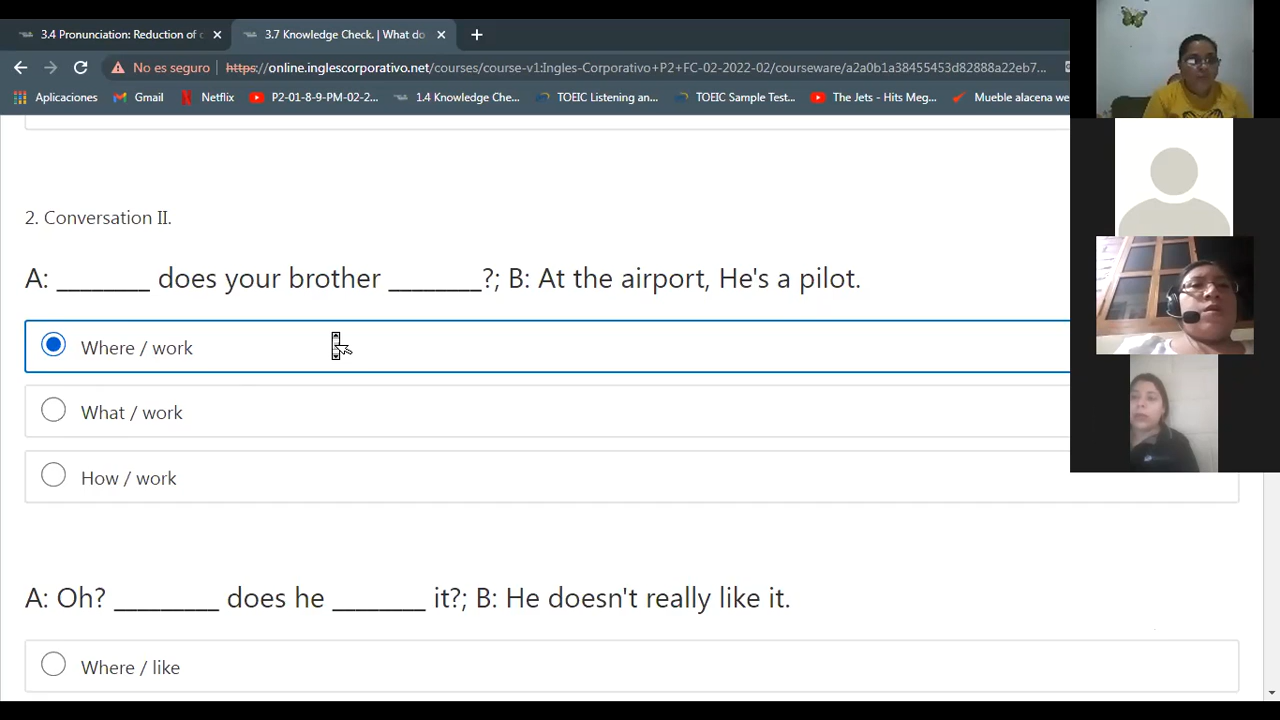 3.4 Pronunciation: Reduction of c
3.7 Knowledge Check. | What do
No es seguro
https://online.inglescorporativo.net/courses/course-v1:Ingles-Corporativo+P2+FC-02-2022-02/courseware/a2a0b1a38455453d82888a22eb7...
Aplicaciones
Gmail
Netflix
P2-01-8-9-PM-02-2...
1.4 Knowledge Che...
TOEIC Listening an...
TOEIC Sample Test...
The Jets - Hits Meg...
Mueble alacena we
2. Conversation II.
A: ________ does your brother ________?; B: At the airport, He's a pilot.
Where / work
What / work
How / work
A: Oh? _________ does he ________ it?; B: He doesn't really like it.
Where / like